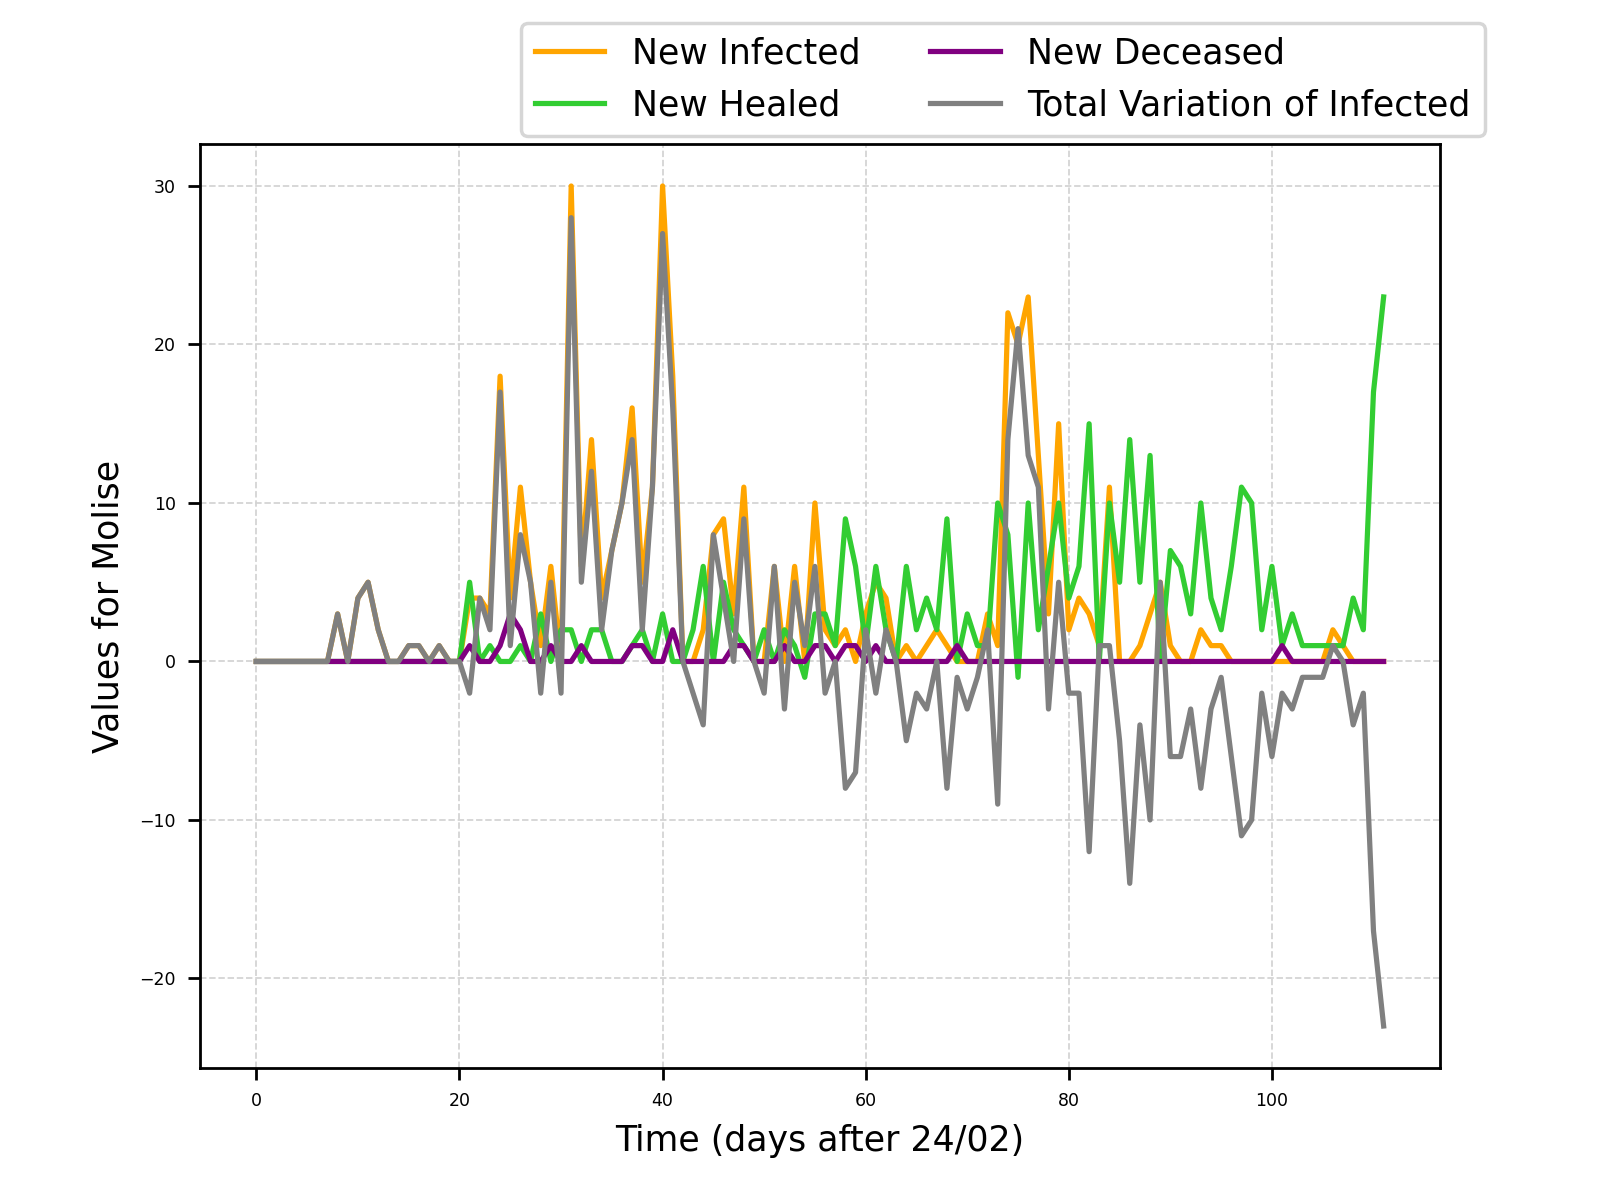 New Infected
New Healed
New Deceased
Total Variation of Infected
Values for Molise
30
20
10
0
−10
−20
0 20 40 60 80 100
Time (days after 24/02)